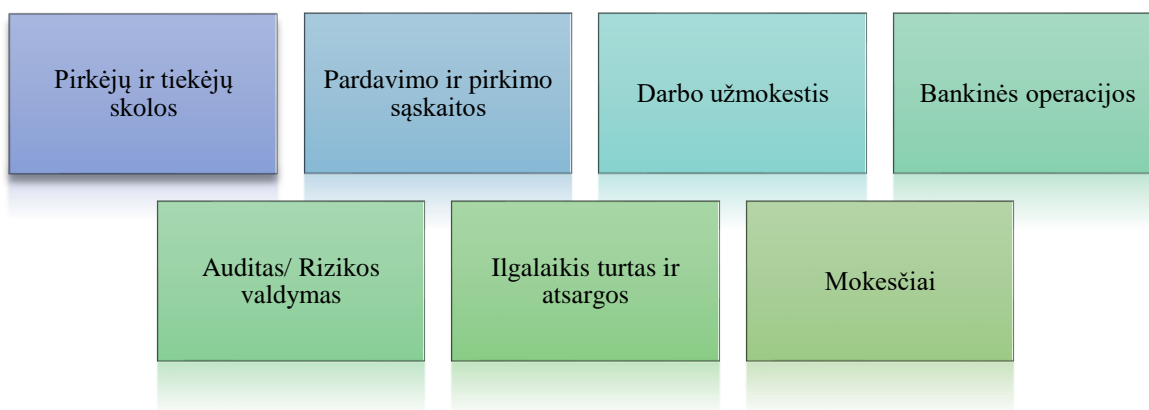 Pirkėjų ir tiekėjų
skolos
Pardavimo ir pirkimo
sąskaitos
Darbo užmokestis
Bankinės operacijos
Auditas/ Rizikos
valdymas
Ilgalaikis turtas ir
atsargos
Mokesčiai